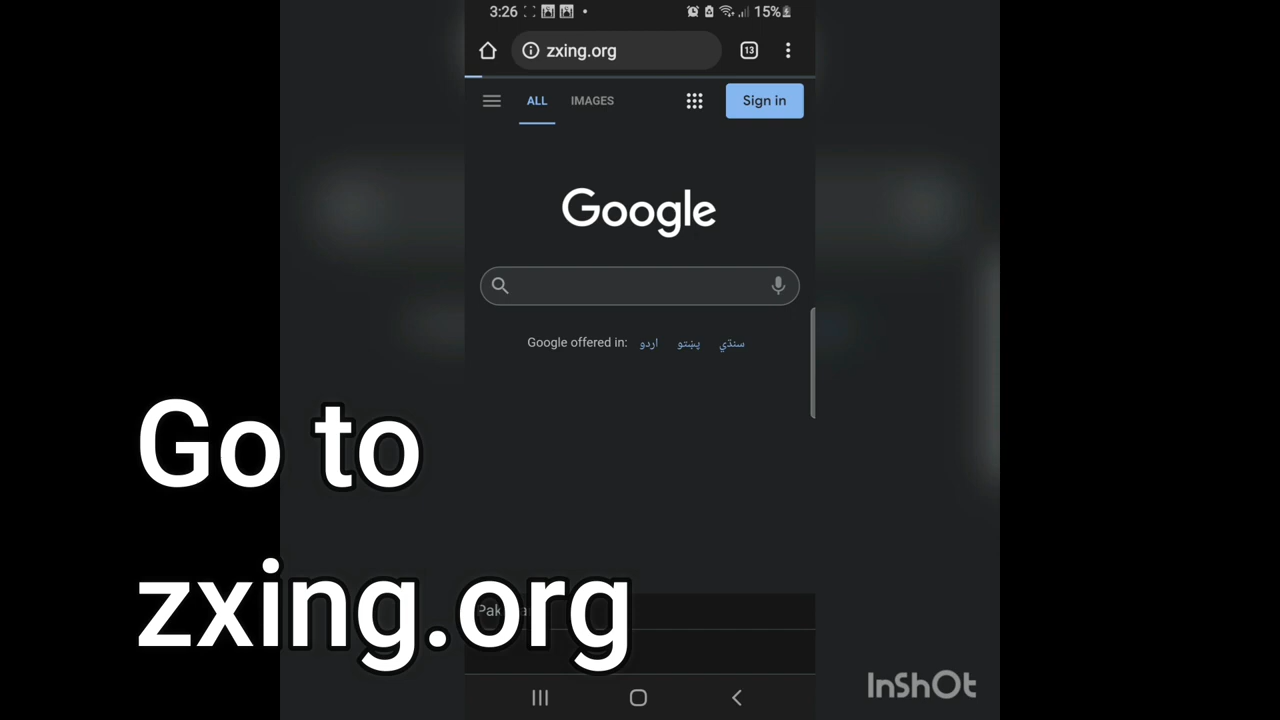 3:26
15%
zxing.org
13
ALL
IMAGES
Sign in
Google
Google offered in: اردو پښتو سنڌي
Go to
zxing.org
InShOt